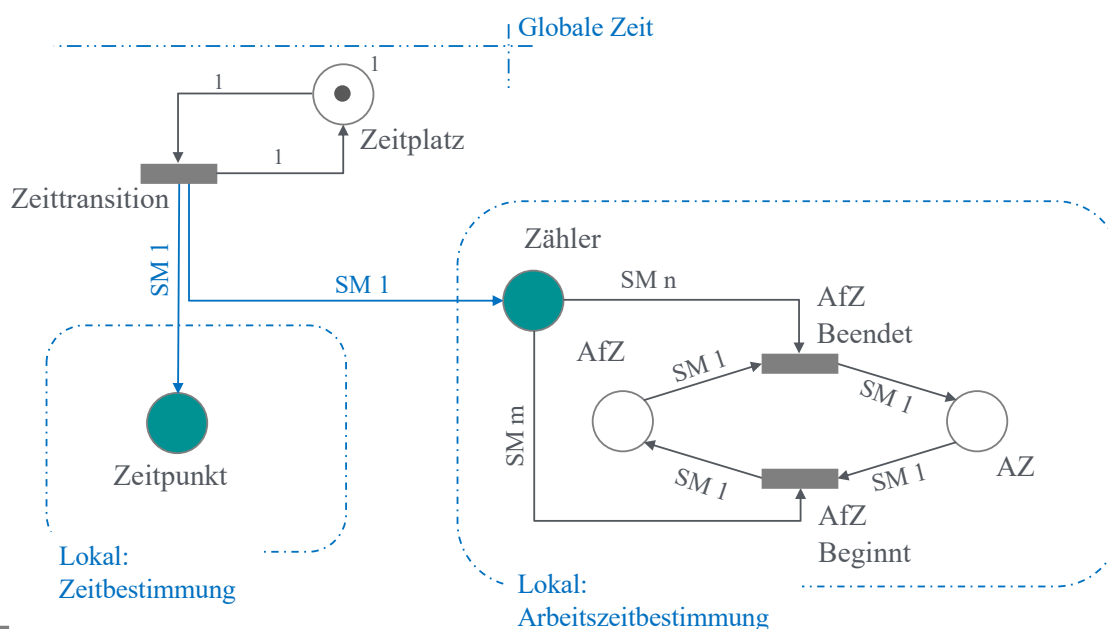 Globale Zeit
1
1
Zeitplatz
1
Zeittransition
SM 1
SM 1
Zähler
SM n
AfZ
Beendet
AfZ
SM 1
SM 1
SM m
SM 1
SM 1
AZ
AfZ
Beginnt
Zeitpunkt
Lokal:
Zeitbestimmung
Lokal:
Arbeitszeitbestimmung